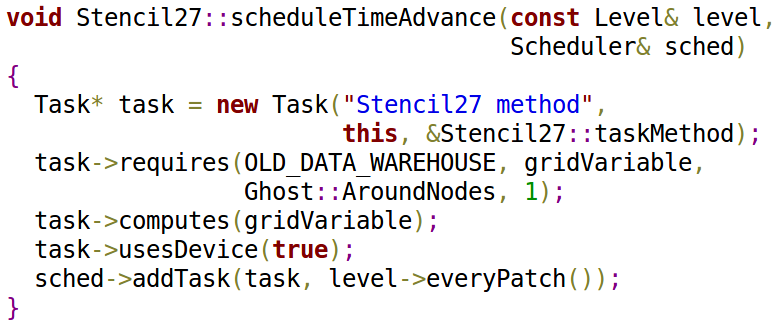 void Stencil27::scheduleTimeAdvance(const Level& level,
                                    Scheduler& sched)
{
  Task* task = new Task("Stencil27 method",
                        this, &Stencil27::taskMethod);
  task->requires(OLD_DATA_WAREHOUSE, gridVariable,
                 Ghost::AroundNodes, 1);
  task->computes(gridVariable);
  task->usesDevice(true);
  sched->addTask(task, level->everyPatch());
}